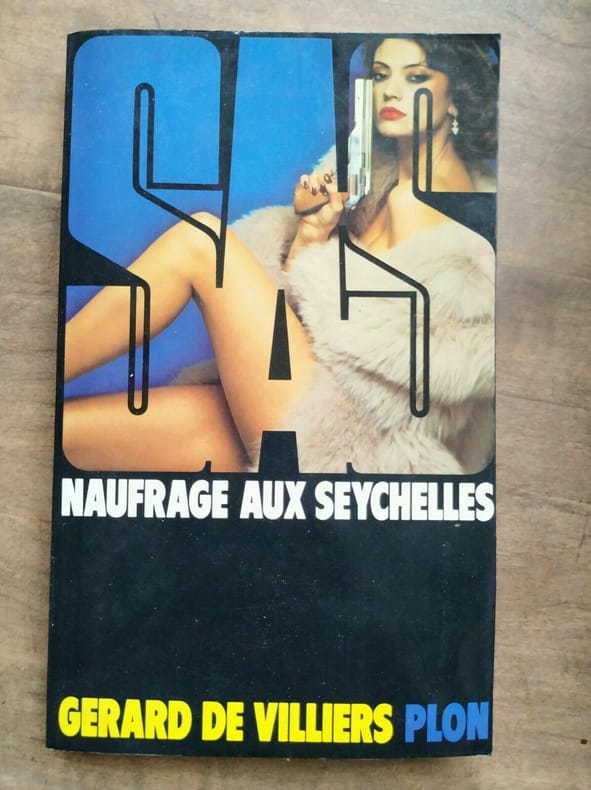 SAS
NAUFRAGE AUX SEYCHELLES
GERARD DE VILLIERS PLON